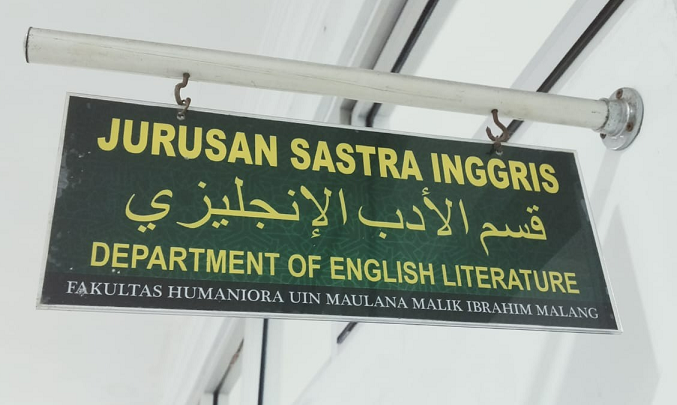 JURUSAN SASTRA INGGRIS
قسم الأدب الإنجليزي
DEPARTMENT OF ENGLISH LITERATURE
FAKULTAS HUMANIORA UIN MAULANA MALIK IBRAHIM MALANG